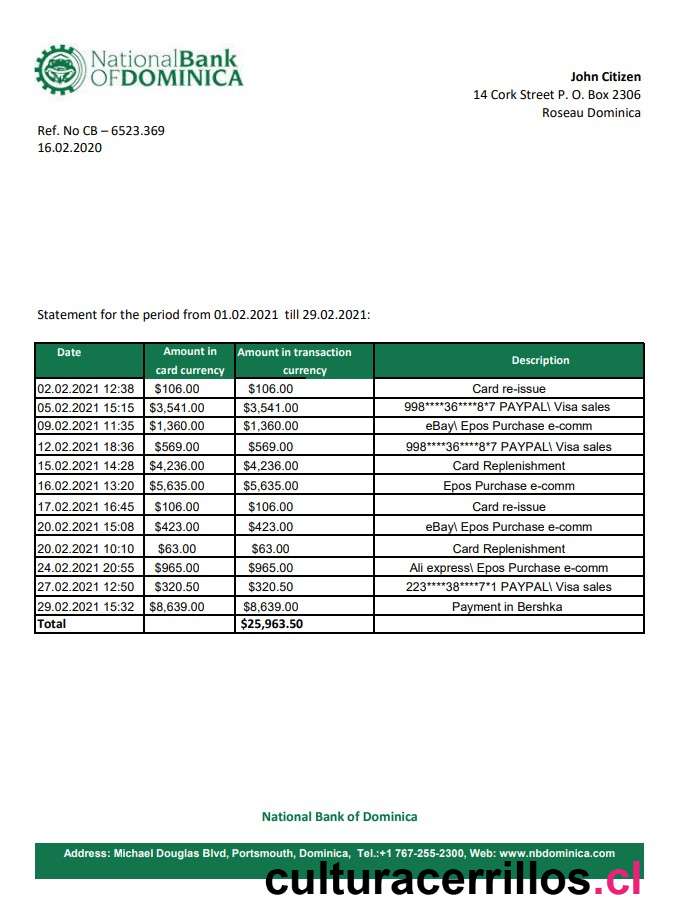 NationalBank
OFDOMINICA
John Citizen
14 Cork Street P. O. Box 2306
Roseau Dominica
Ref. No CB – 6523.369
16.02.2020
Statement for the period from 01.02.2021 till 29.02.2021:
Date Amount in card currency Amount in transaction currency Description
02.02.2021 12:38 $106.00 $106.00 Card re-issue
05.02.2021 15:15 $3,541.00 $3,541.00 998****36****8*7 PAYPAL\ Visa sales
09.02.2021 11:35 $1,360.00 $1,360.00 eBay\ Epos Purchase e-comm
12.02.2021 18:36 $569.00 $569.00 998****36****8*7 PAYPAL\ Visa sales
15.02.2021 14:28 $4,236.00 $4,236.00 Card Replenishment
16.02.2021 13:20 $5,635.00 $5,635.00 Epos Purchase e-comm
17.02.2021 16:45 $106.00 $106.00 Card re-issue
20.02.2021 15:08 $423.00 $423.00 eBay\ Epos Purchase e-comm
20.02.2021 10:10 $63.00 $63.00 Card Replenishment
24.02.2021 20:55 $965.00 $965.00 Ali express\ Epos Purchase e-comm
27.02.2021 12:50 $320.50 $320.50 223****38****7*1 PAYPAL\ Visa sales
29.02.2021 15:32 $8,639.00 $8,639.00 Payment in Bershka
Total $25,963.50
National Bank of Dominica
Address: Michael Douglas Blvd, Portsmouth, Dominica, Tel.:+1 767-255-2300, Web: www.nbdominica.com
culturacerrillos.cl